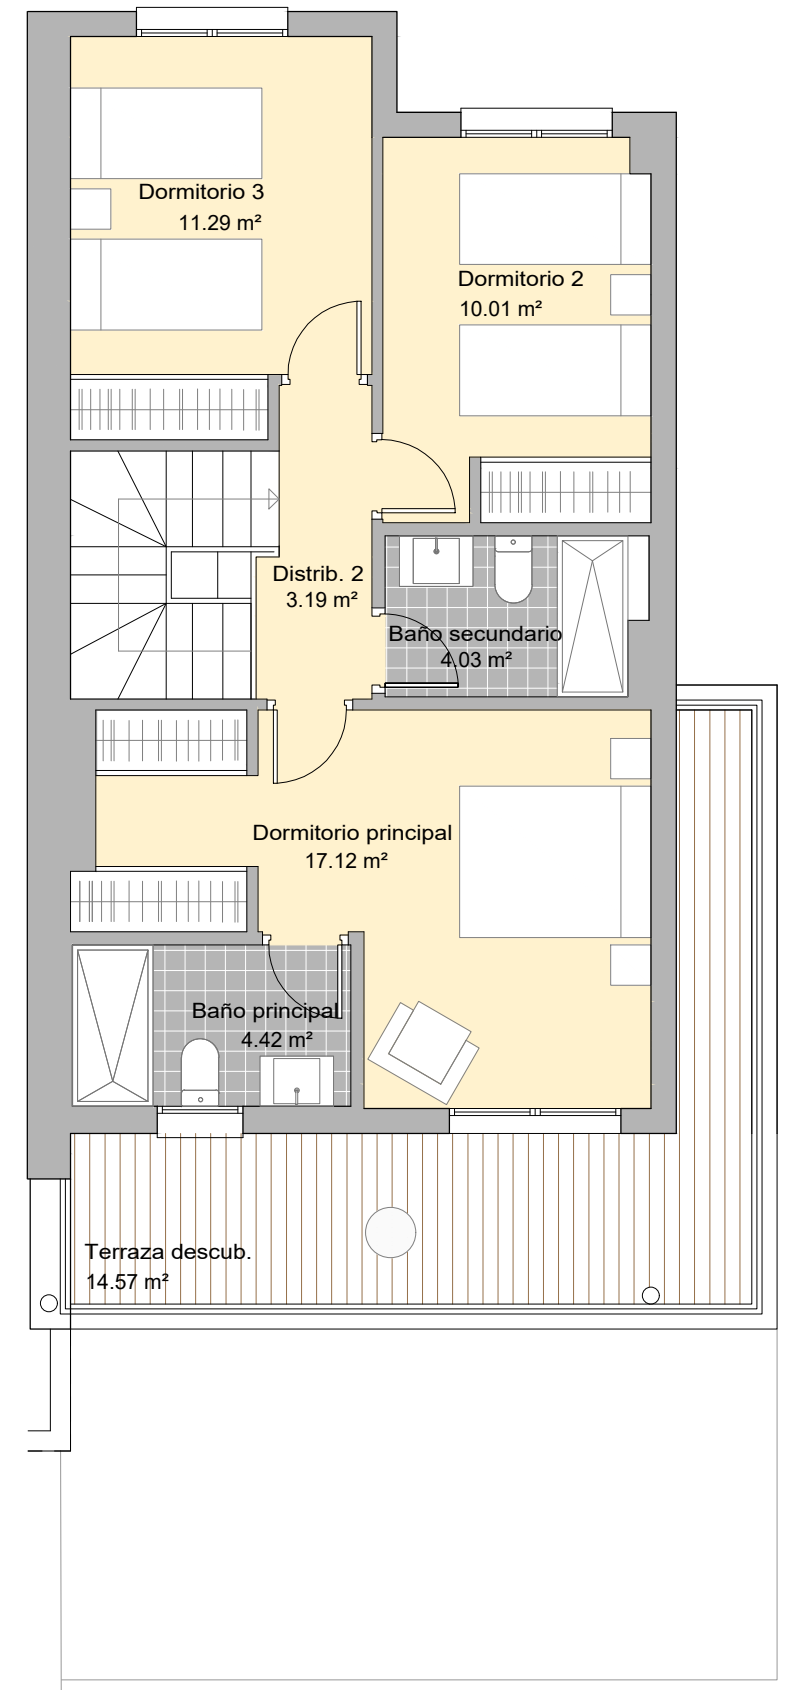 Dormitorio 3
11.29 m²
Dormitorio 2
10.01 m²
Distrib. 2
3.19 m²
Baño secundario
4.03 m²
Dormitorio principal
17.12 m²
Baño principal
4.42 m²
Terraza descub.
14.57 m²